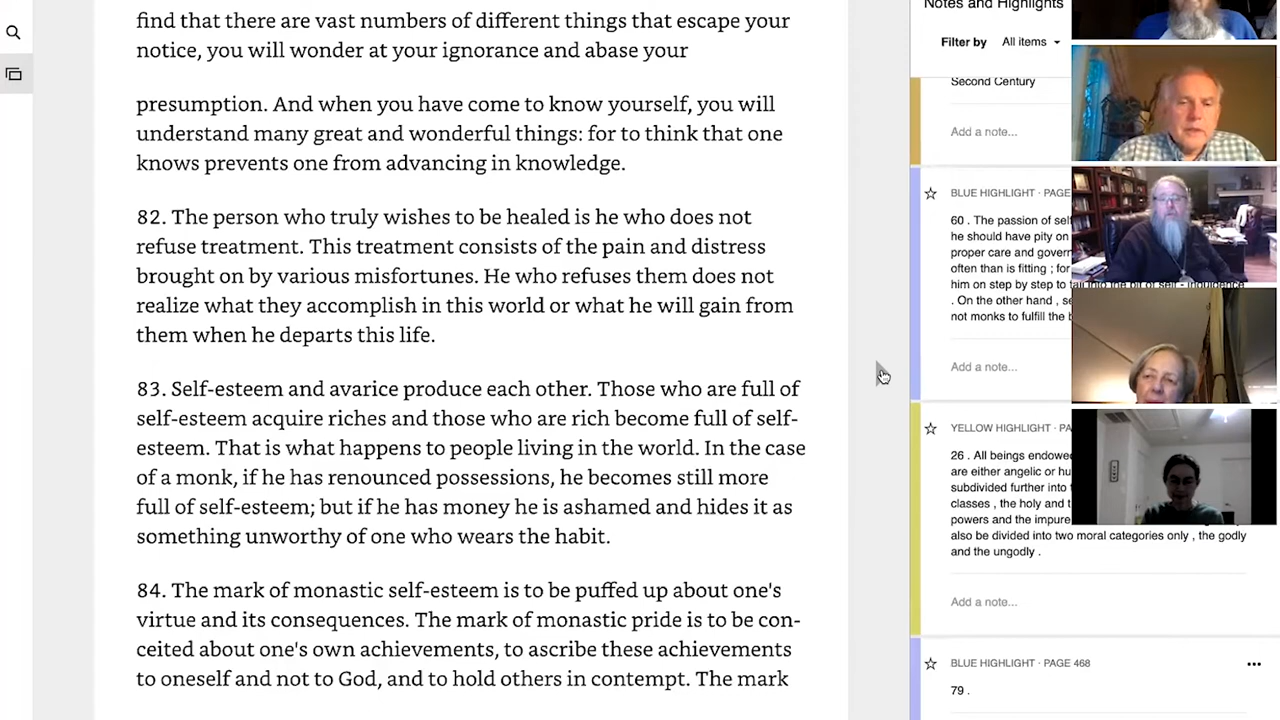 find that there are vast numbers of different things that escape your
notice, you will wonder at your ignorance and abase your
presumption. And when you have come to know yourself, you will
understand many great and wonderful things: for to think that one
knows prevents one from advancing in knowledge.
82. The person who truly wishes to be healed is he who does not
refuse treatment. This treatment consists of the pain and distress
brought on by various misfortunes. He who refuses them does not
realize what they accomplish in this world or what he will gain from
them when he departs this life.
83. Self-esteem and avarice produce each other. Those who are full of
self-esteem acquire riches and those who are rich become full of self-
esteem. That is what happens to people living in the world. In the case
of a monk, if he has renounced possessions, he becomes still more
full of self-esteem; but if he has money he is ashamed and hides it as
something unworthy of one who wears the habit.
84. The mark of monastic self-esteem is to be puffed up about one's
virtue and its consequences. The mark of monastic pride is to be con-
ceited about one's own achievements, to ascribe these achievements
to oneself and not to God, and to hold others in contempt. The mark
Notes and Highlights
Filter by All items
Second Century
Add a note...
BLUE HIGHLIGHT · PAGE
60 . The passion of
he should have pity on
proper care and
often than is fitting ; for
him on step by step to fall into the pit of self - indulgence
. On the other hand ,
not monks to fulfill the
Add a note...
YELLOW HIGHLIGHT ·
26 . All beings
are either angelic or
subdivided further into
classes , the holy and
powers and the impure
also be divided into two moral categories only , the godly
and the ungodly .
Add a note...
BLUE HIGHLIGHT · PAGE 468
79 .